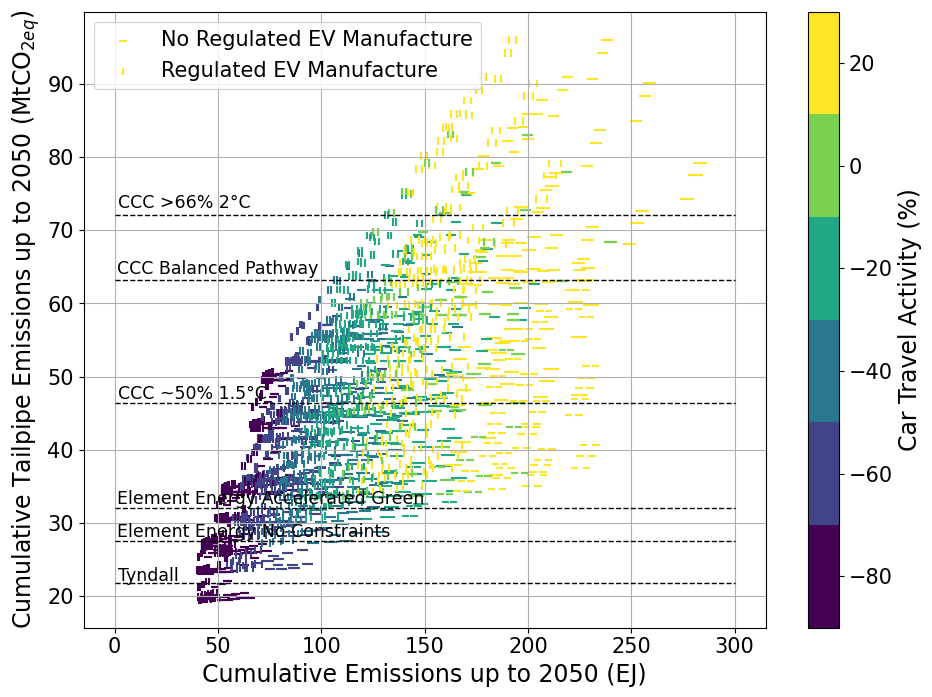 No Regulated EV Manufacture
Regulated EV Manufacture
CCC >66% 2°C
CCC Balanced Pathway
CCC ~50% 1.5°C
Element Energy Accelerated Green
Element Energy No Constraints
Tyndall
90
80
70
60
50
40
30
20
0
50
100
150
200
250
300
Cumulative Emissions up to 2050 (EJ)
Cumulative Tailpipe Emissions up to 2050 (MtCO₂eq)
20
0
−20
−40
−60
−80
Car Travel Activity (%)